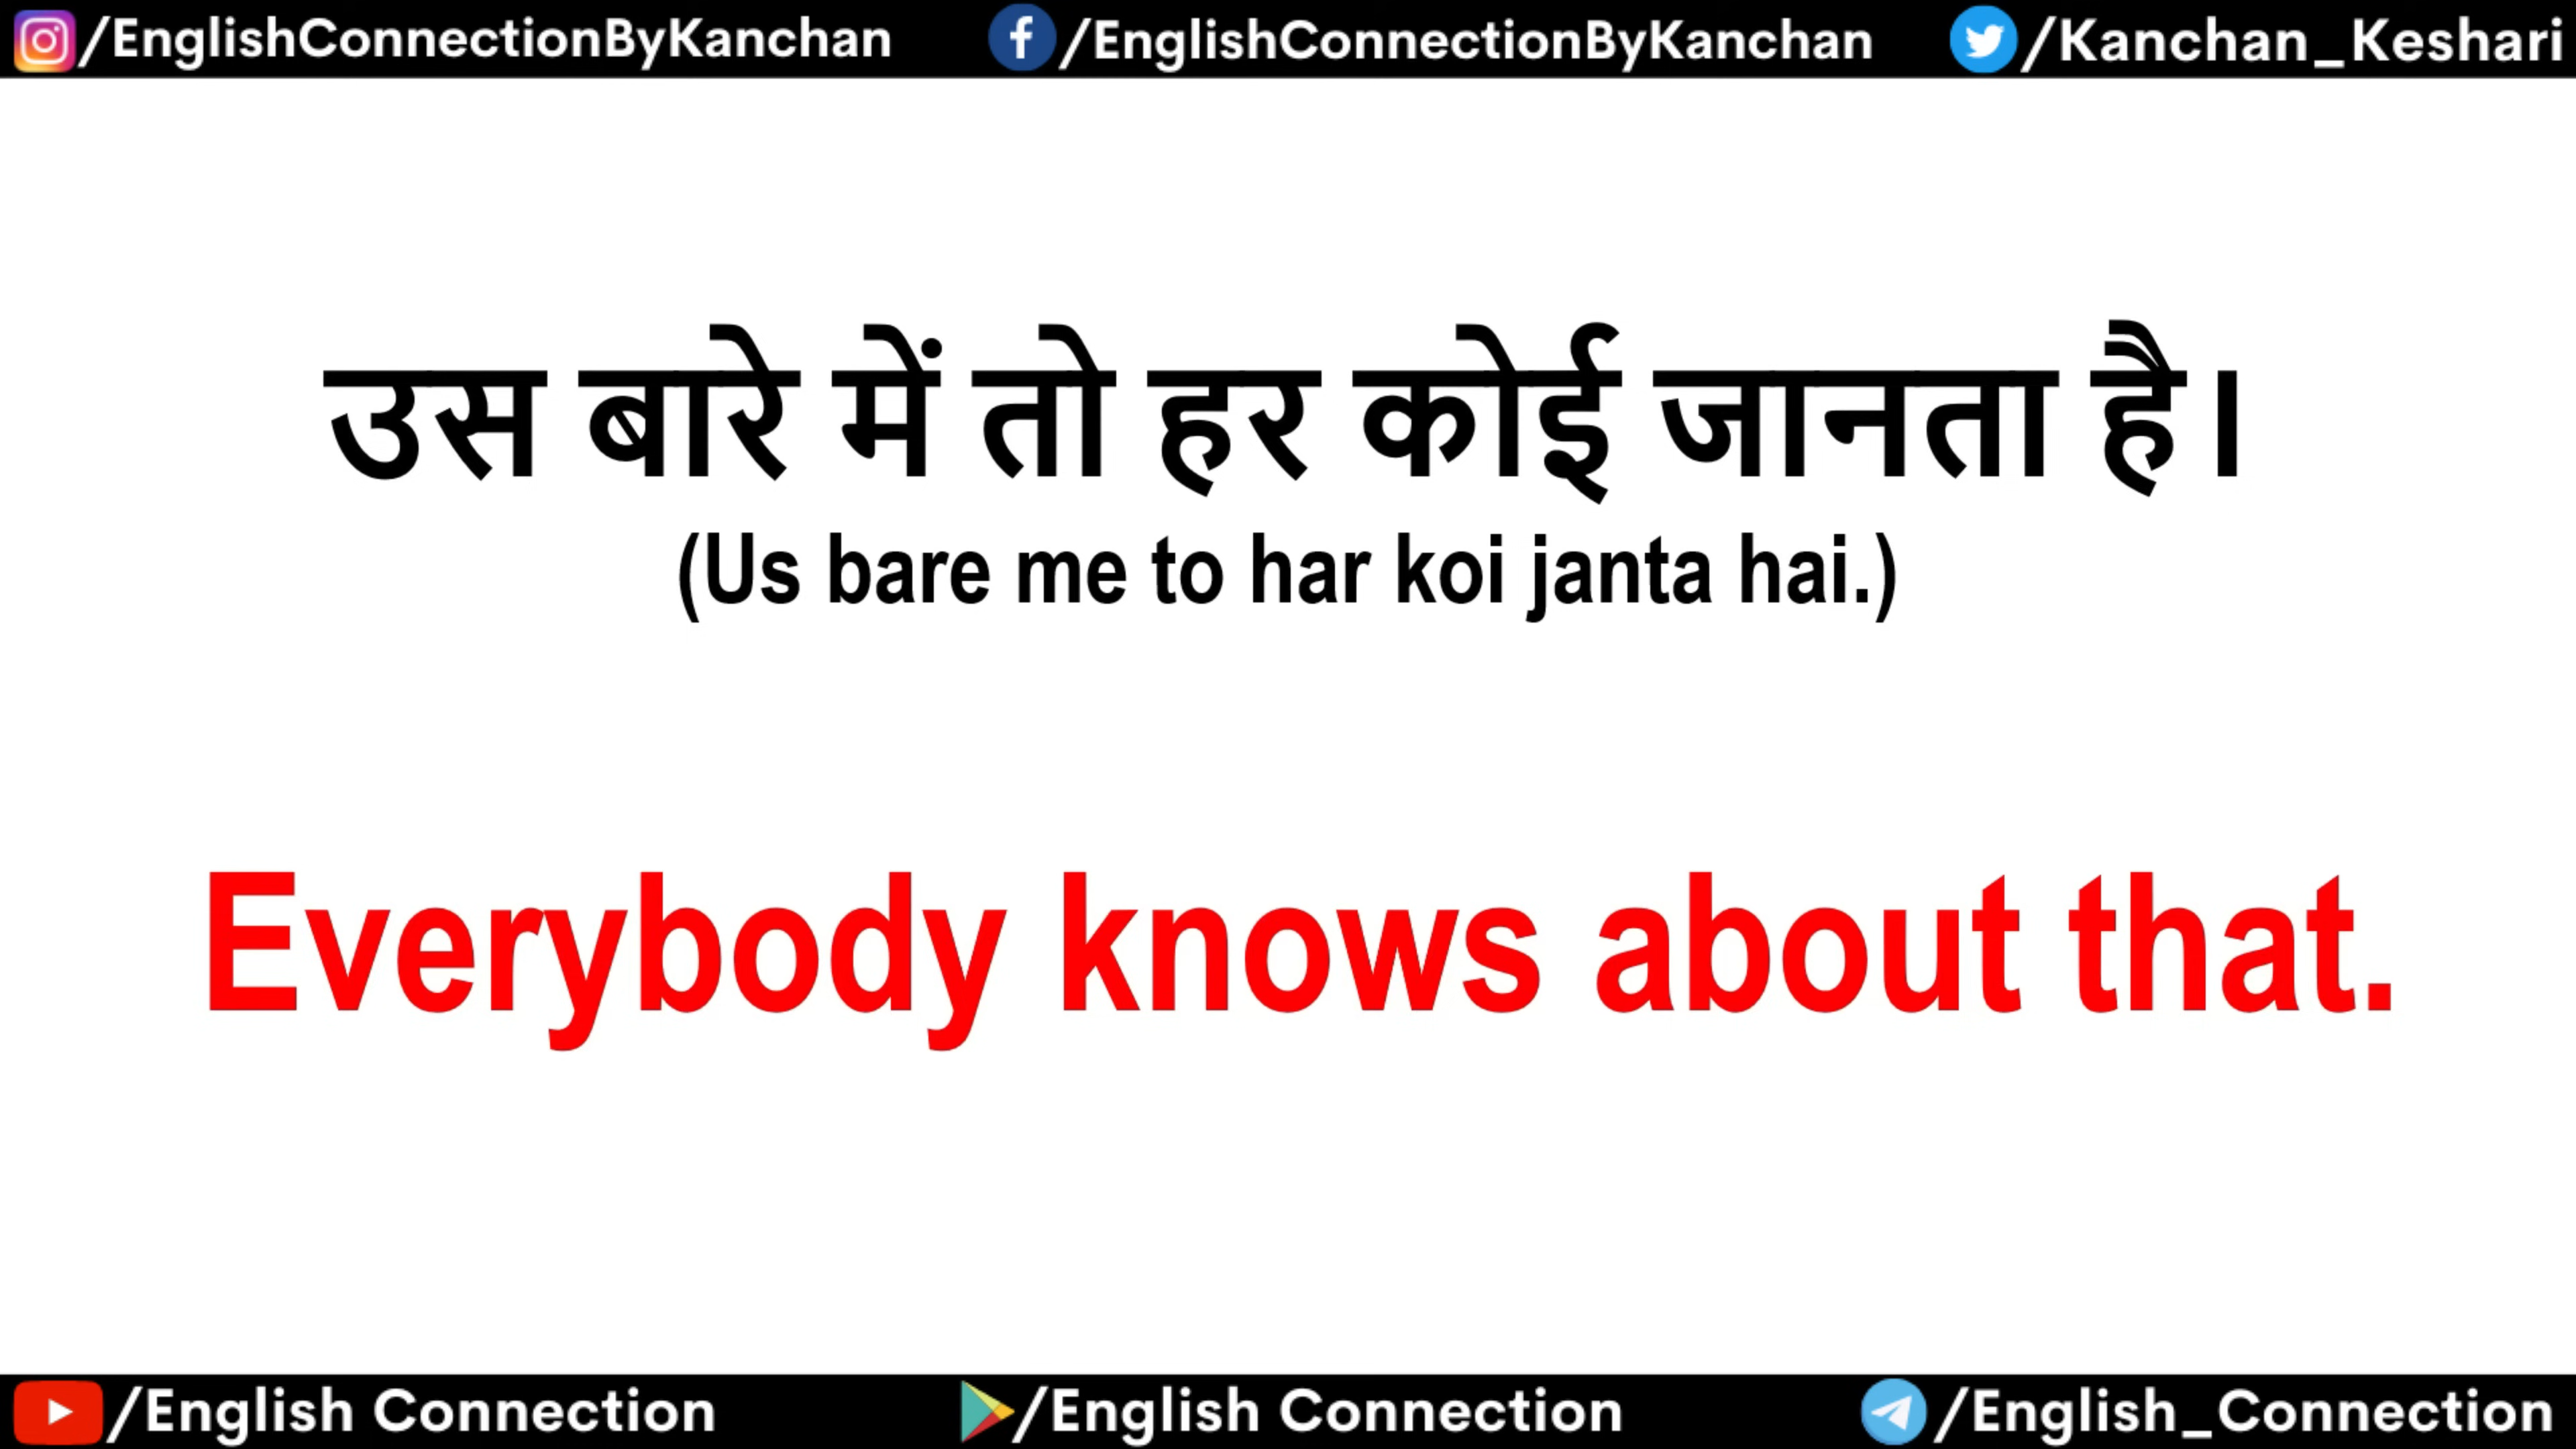 /EnglishConnectionByKanchan /EnglishConnectionByKanchan /Kanchan_Keshari
उस बारे में तो हर कोई जानता है।
(Us bare me to har koi janta hai.)
Everybody knows about that.
/English Connection /English Connection /English_Connection